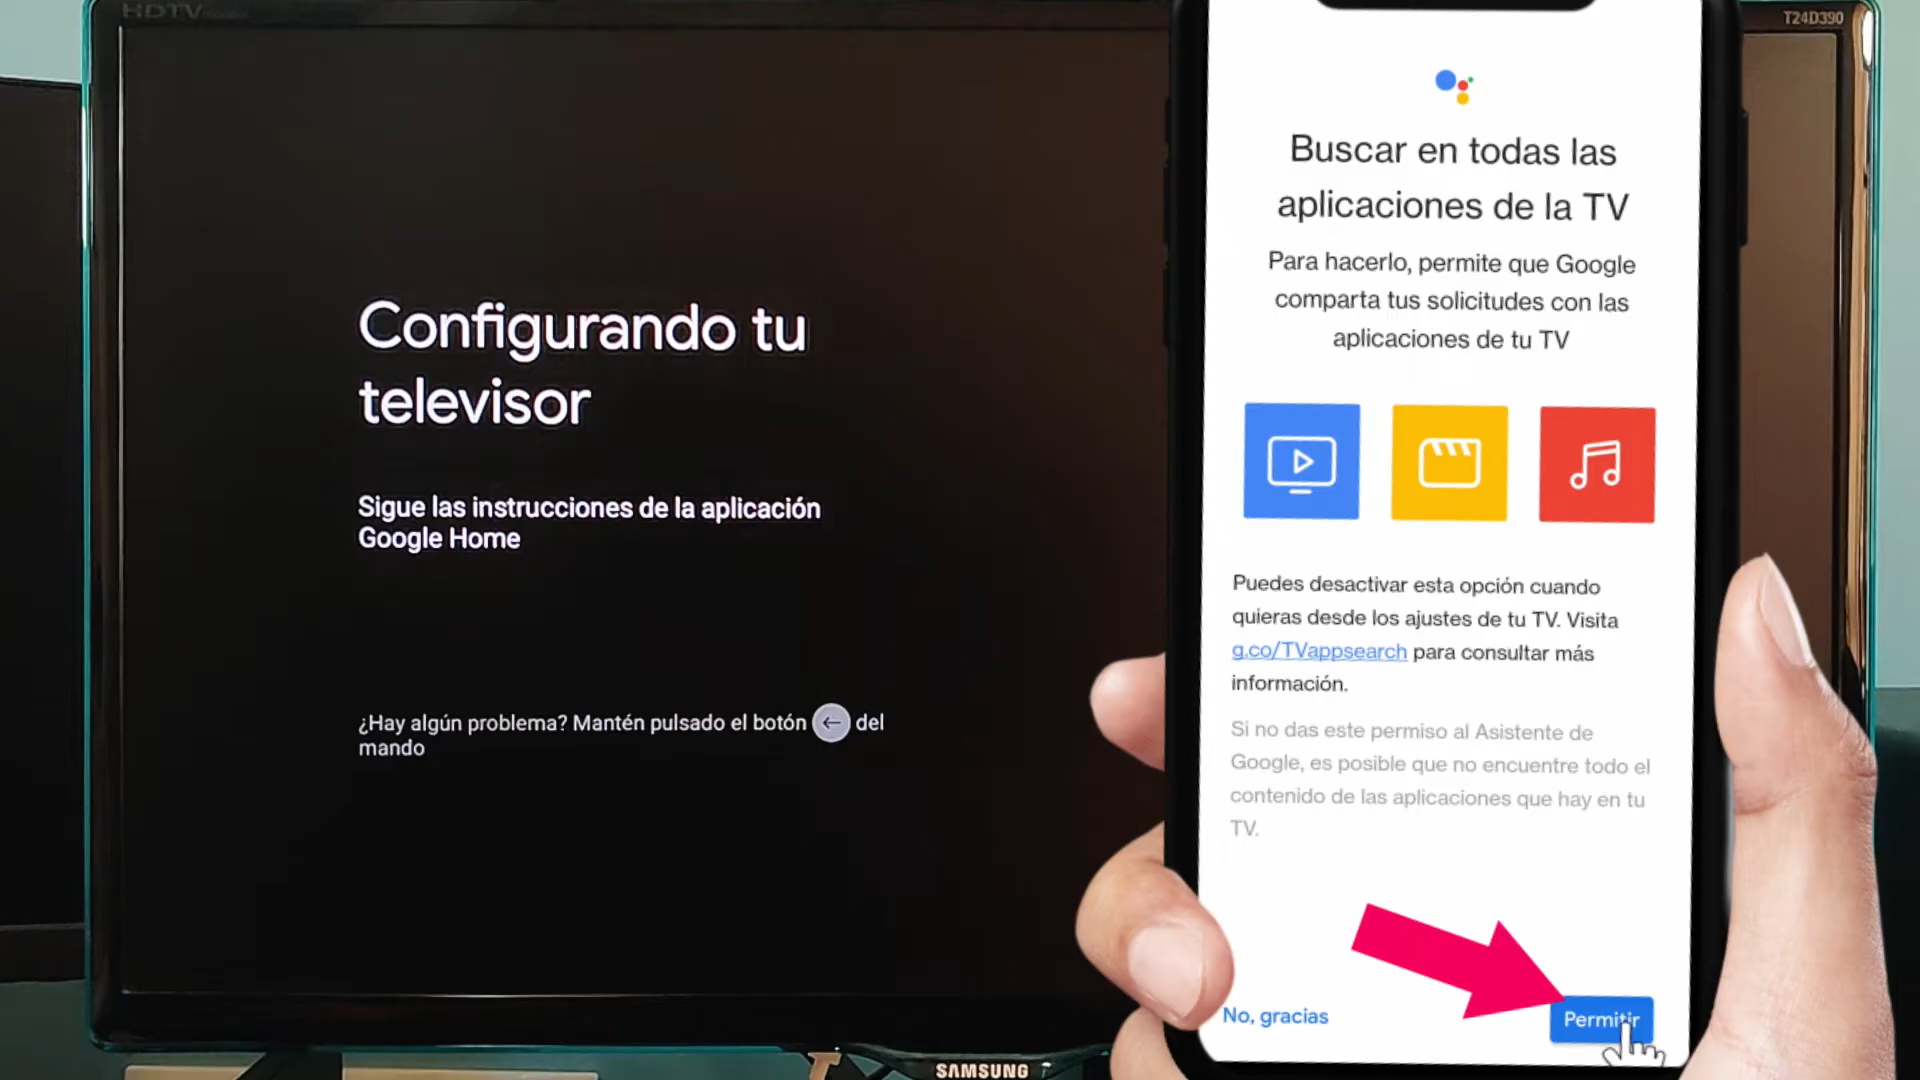 HDTV
T24D390
Configurando tu
televisor
Sigue las instrucciones de la aplicación
Google Home
¿Hay algún problema? Mantén pulsado el botón ← del
mando
SAMSUNG
Buscar en todas las
aplicaciones de la TV
Para hacerlo, permite que Google
comparta tus solicitudes con las
aplicaciones de tu TV
Puedes desactivar esta opción cuando
quieras desde los ajustes de tu TV. Visita
g.co/TVappsearch para consultar más
información.
Si no das este permiso al Asistente de
Google, es posible que no encuentre todo el
contenido de las aplicaciones que hay en tu
TV.
No, gracias
Permitir